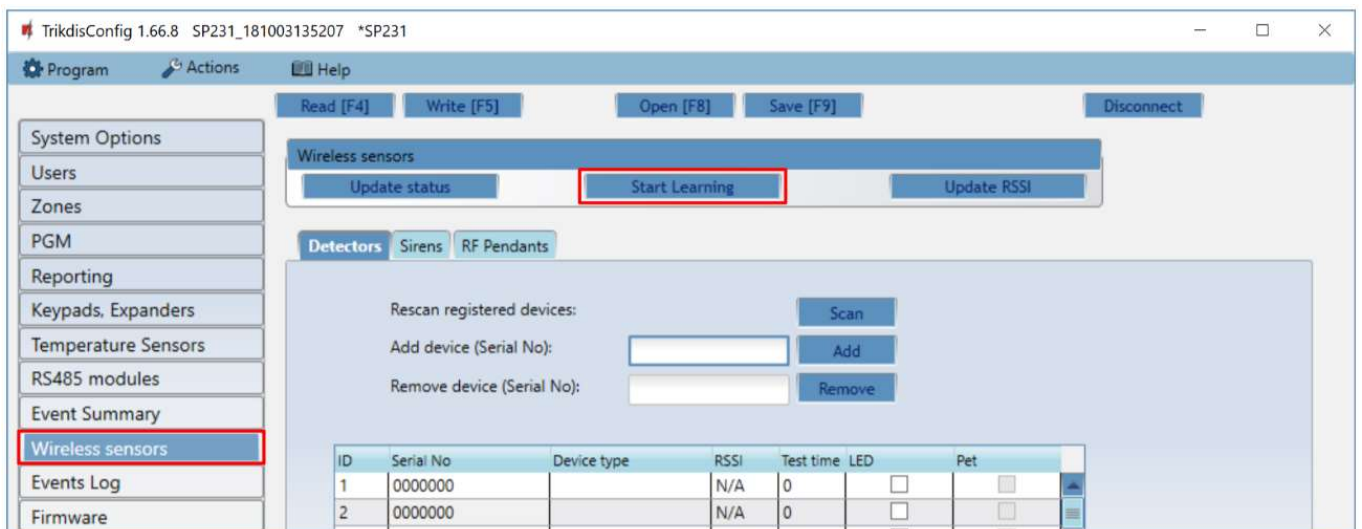 TrikdisConfig 1.66.8 SP231_181003135207 *SP231
Program Actions Help
Read [F4] Write [F5] Open [F8] Save [F9] Disconnect
System Options
Users
Zones
PGM
Reporting
Keypads, Expanders
Temperature Sensors
RS485 modules
Event Summary
Wireless sensors
Events Log
Firmware
Wireless sensors
Update status Start Learning Update RSSI
Detectors Sirens RF Pendants
Rescan registered devices: Scan
Add device (Serial No): Add
Remove device (Serial No): Remove
ID Serial No Device type RSSI Test time LED Pet
1 0000000 N/A 0
2 0000000 N/A 0